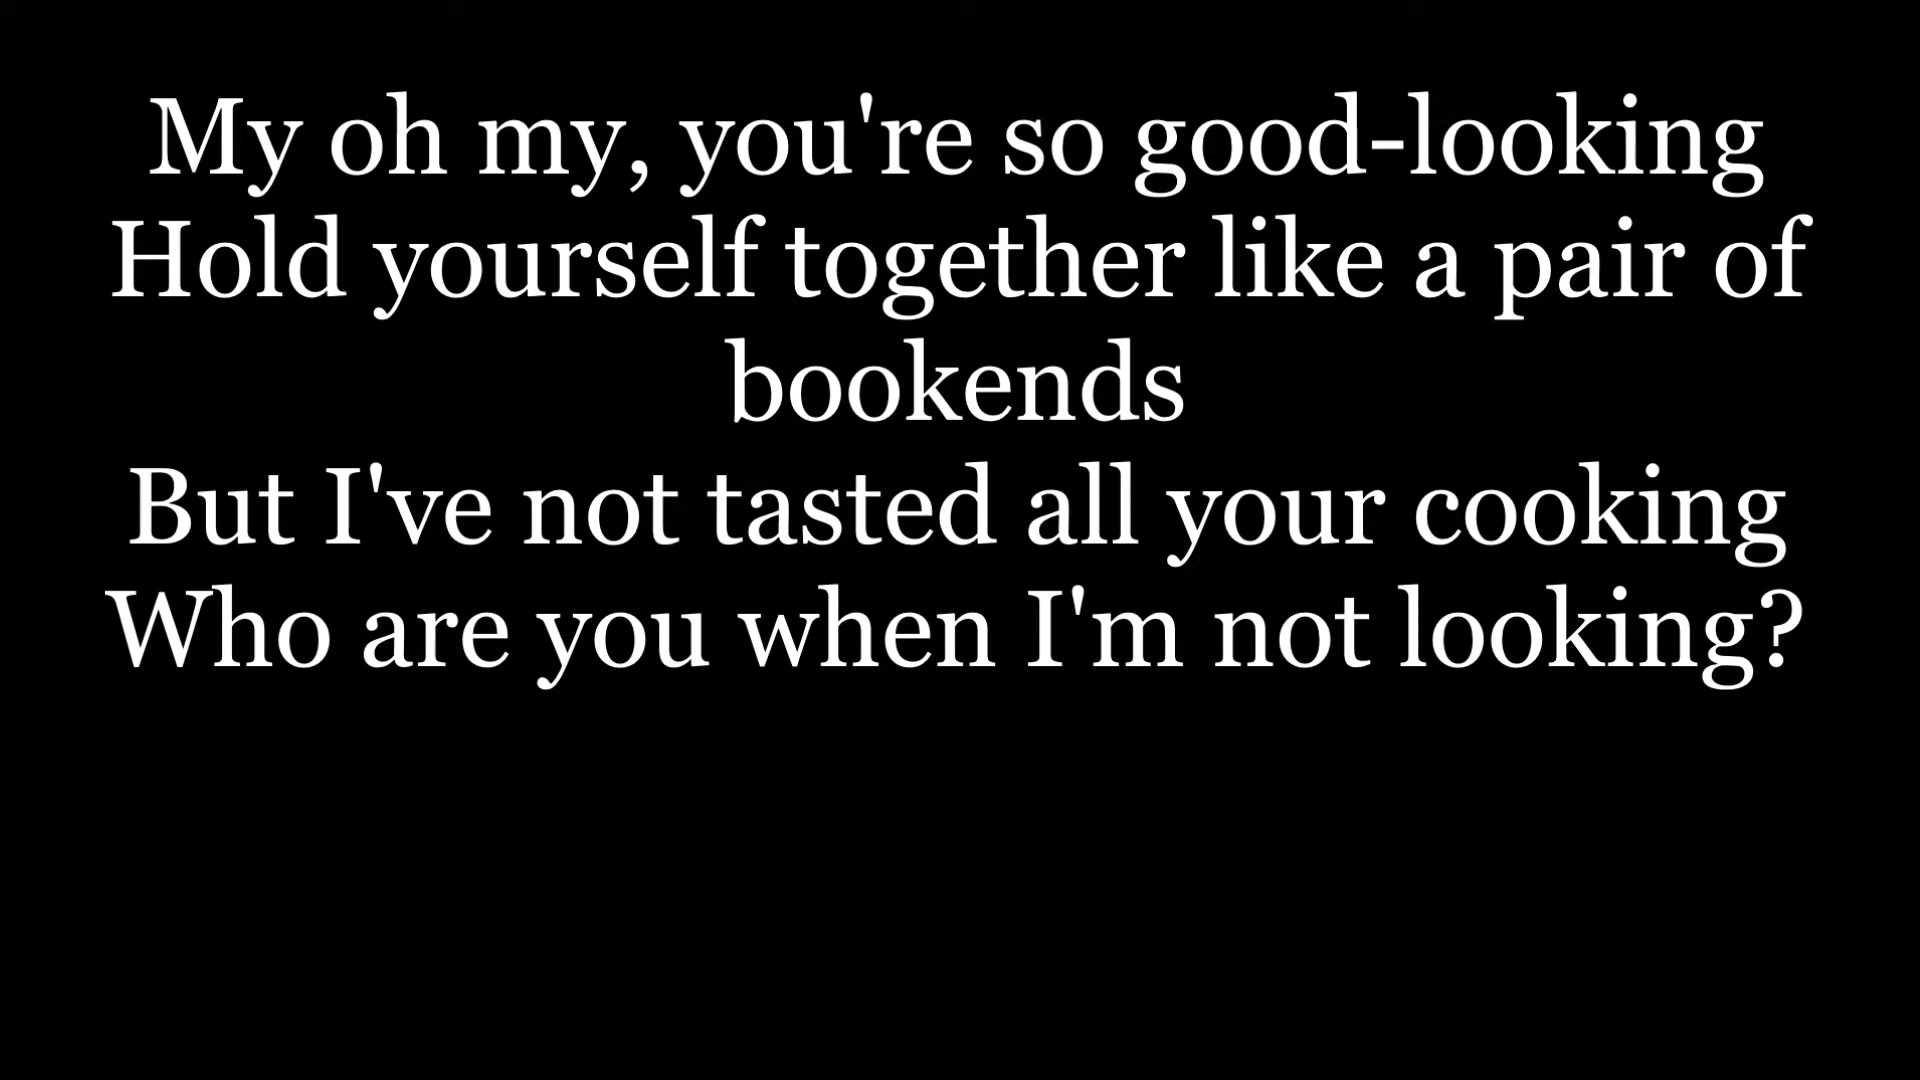 My oh my, you're so good-looking
Hold yourself together like a pair of
bookends
But I've not tasted all your cooking
Who are you when I'm not looking?